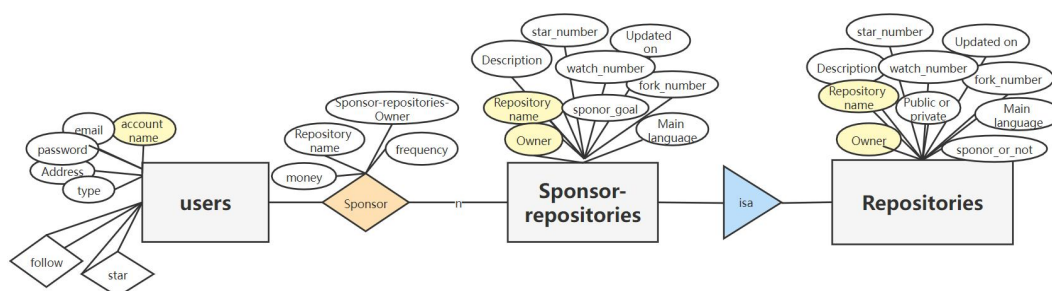 star_number
Updated on
Description
watch_number
fork_number
Repository
name
sponor_goal
Owner
Main
language
star_number
Updated on
Description
watch_number
fork_number
Repository
name
Public or
private
Main
language
Owner
sponor_or_not
Sponsor-repositories-
Owner
Repository
name
frequency
money
email
account
name
password
Address
type
users
Sponsor
n
Sponsor-
repositories
isa
Repositories
follow
star